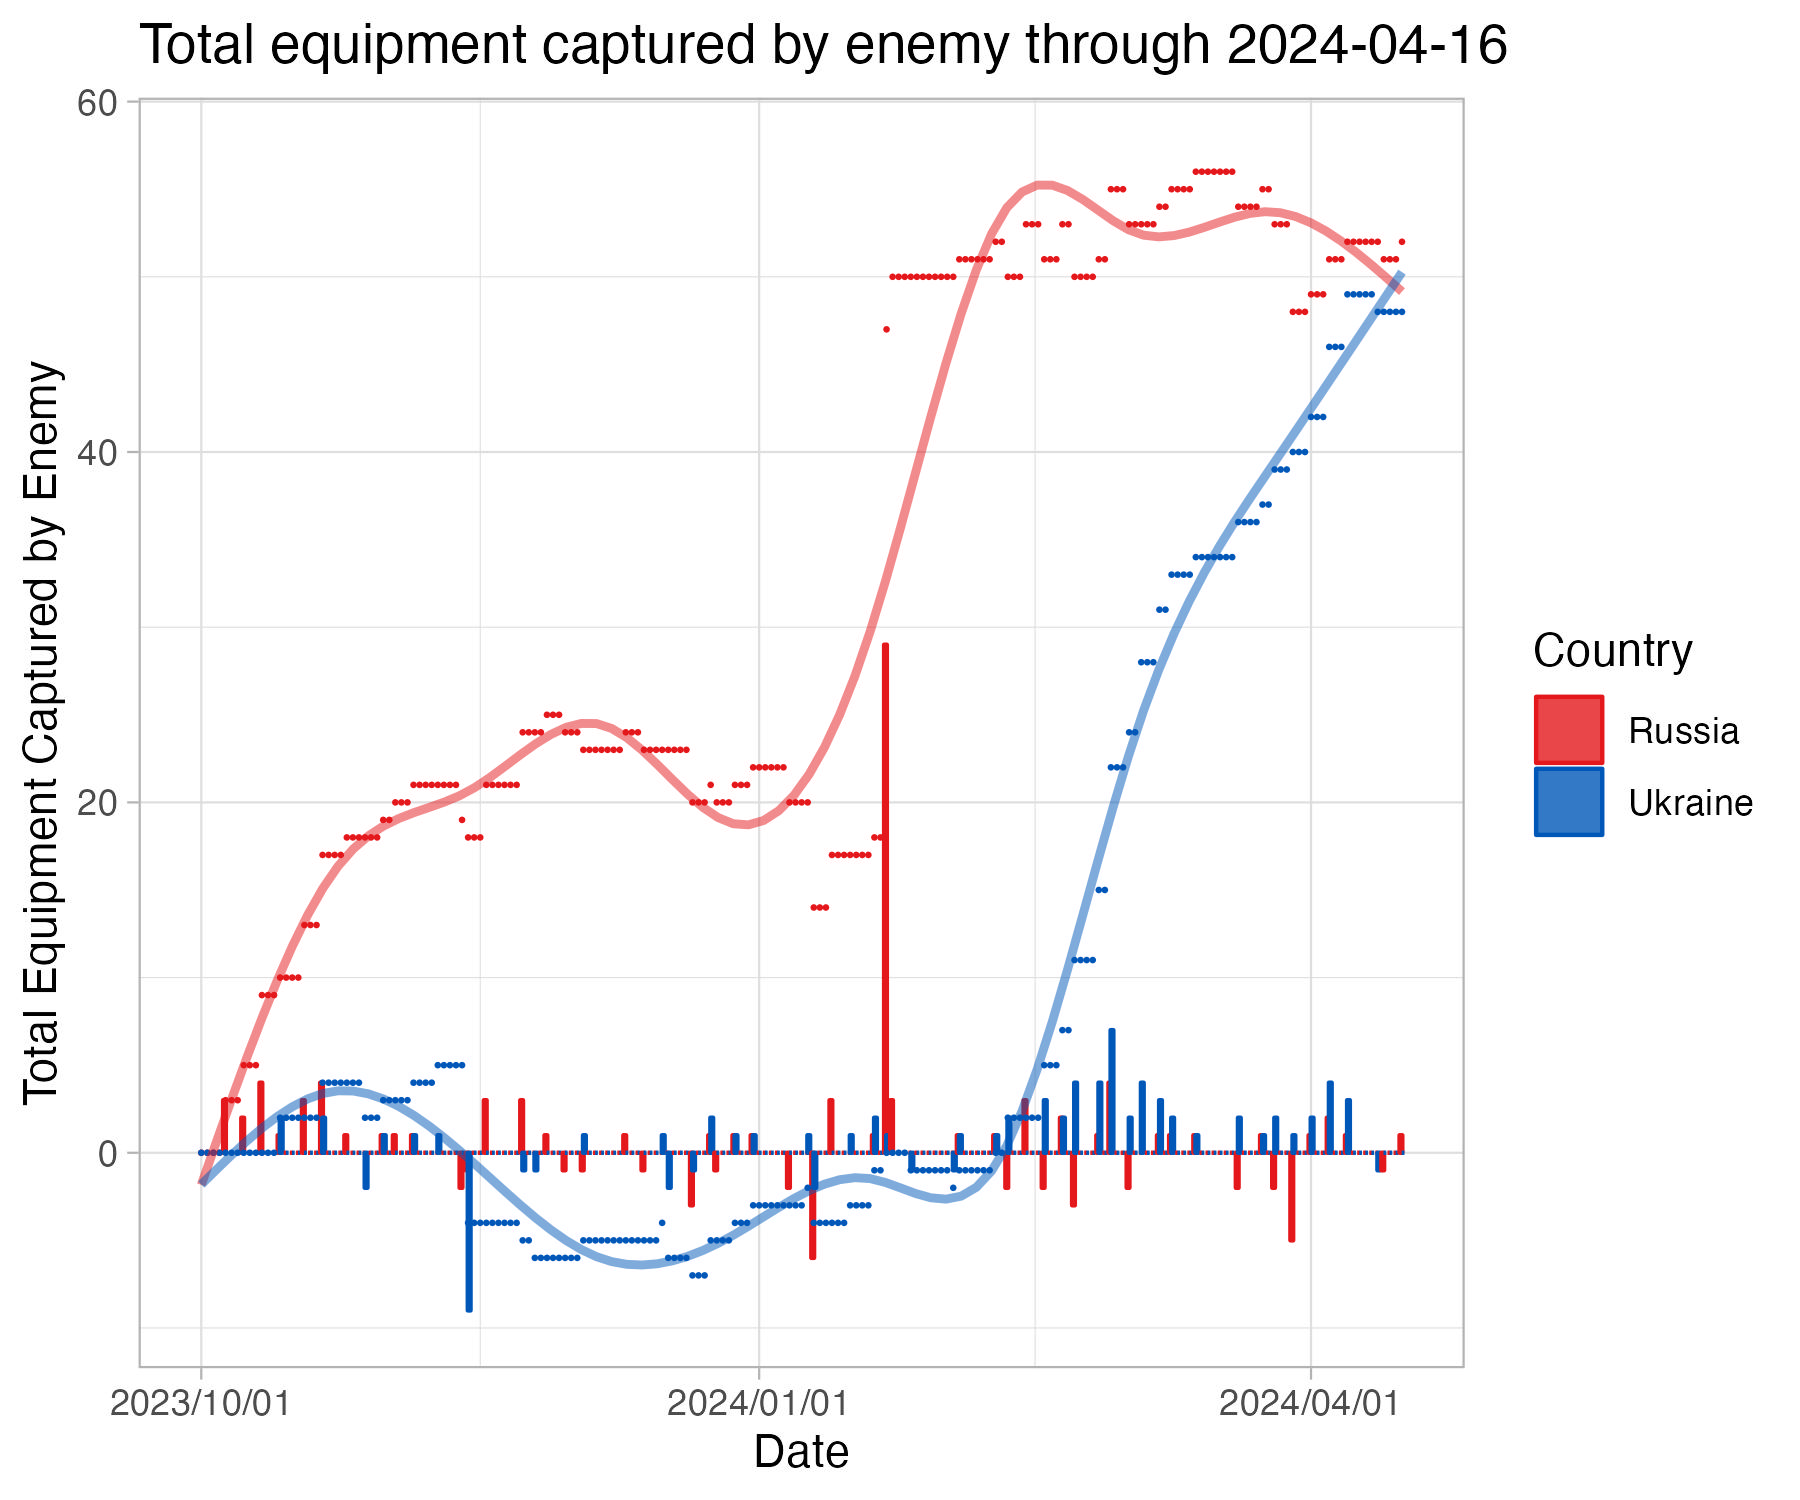 Total equipment captured by enemy through 2024-04-16
Total Equipment Captured by Enemy
60
40
20
0
2023/10/01
2024/01/01
2024/04/01
Date
Country
Russia
Ukraine